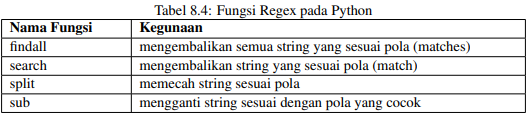 Tabel 8.4: Fungsi Regex pada Python
Nama Fungsi Kegunaan
findall mengembalikan semua string yang sesuai pola (matches)
search mengembalikan string yang sesuai pola (match)
split memecah string sesuai pola
sub mengganti string sesuai dengan pola yang cocok